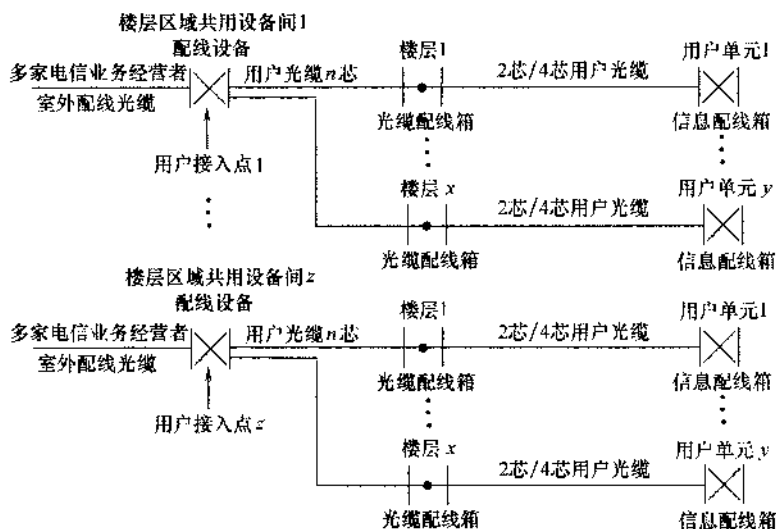 楼层区域共用设备间1
配线设备
楼层1
用户单元1
多家电信业务经营者
用户光缆n芯
2芯/4芯用户光缆
室外配线光缆
光缆配线箱
信息配线箱
用户接入点1
楼层x
用户单元y
2芯/4芯用户光缆
光缆配线箱
信息配线箱
楼层区域共用设备间z
配线设备
楼层1
用户单元1
多家电信业务经营者
用户光缆n芯
2芯/4芯用户光缆
室外配线光缆
光缆配线箱
信息配线箱
用户接入点z
楼层x
用户单元y
2芯/4芯用户光缆
光缆配线箱
信息配线箱